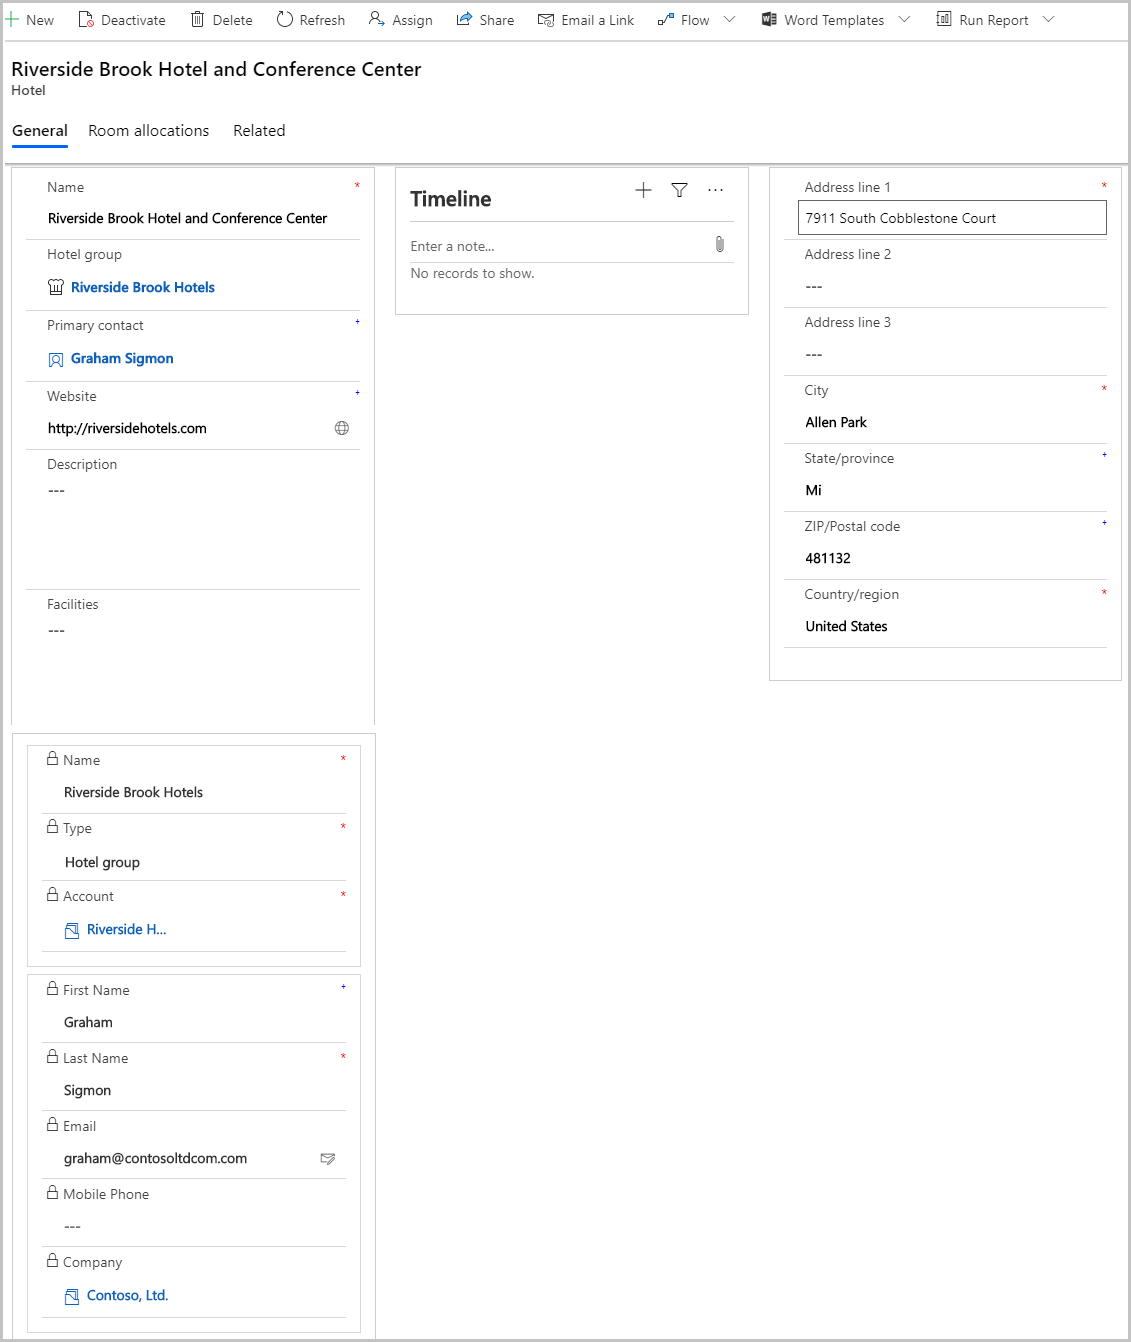 New Deactivate Delete Refresh Assign Share Email a Link Flow Word Templates Run Report
Riverside Brook Hotel and Conference Center
Hotel
General Room allocations Related
Name *
Riverside Brook Hotel and Conference Center
Hotel group
Riverside Brook Hotels
Primary contact +
Graham Sigmon
Website +
http://riversidehotels.com
Description
---
Facilities
---
Timeline
Enter a note...
No records to show.
Address line 1 *
7911 South Cobblestone Court
Address line 2
---
Address line 3
---
City *
Allen Park
State/province +
Mi
ZIP/Postal code +
481132
Country/region *
United States
Name *
Riverside Brook Hotels
Type *
Hotel group
Account *
Riverside H...
First Name +
Graham
Last Name *
Sigmon
Email
graham@contosoltdcom.com
Mobile Phone
---
Company
Contoso, Ltd.